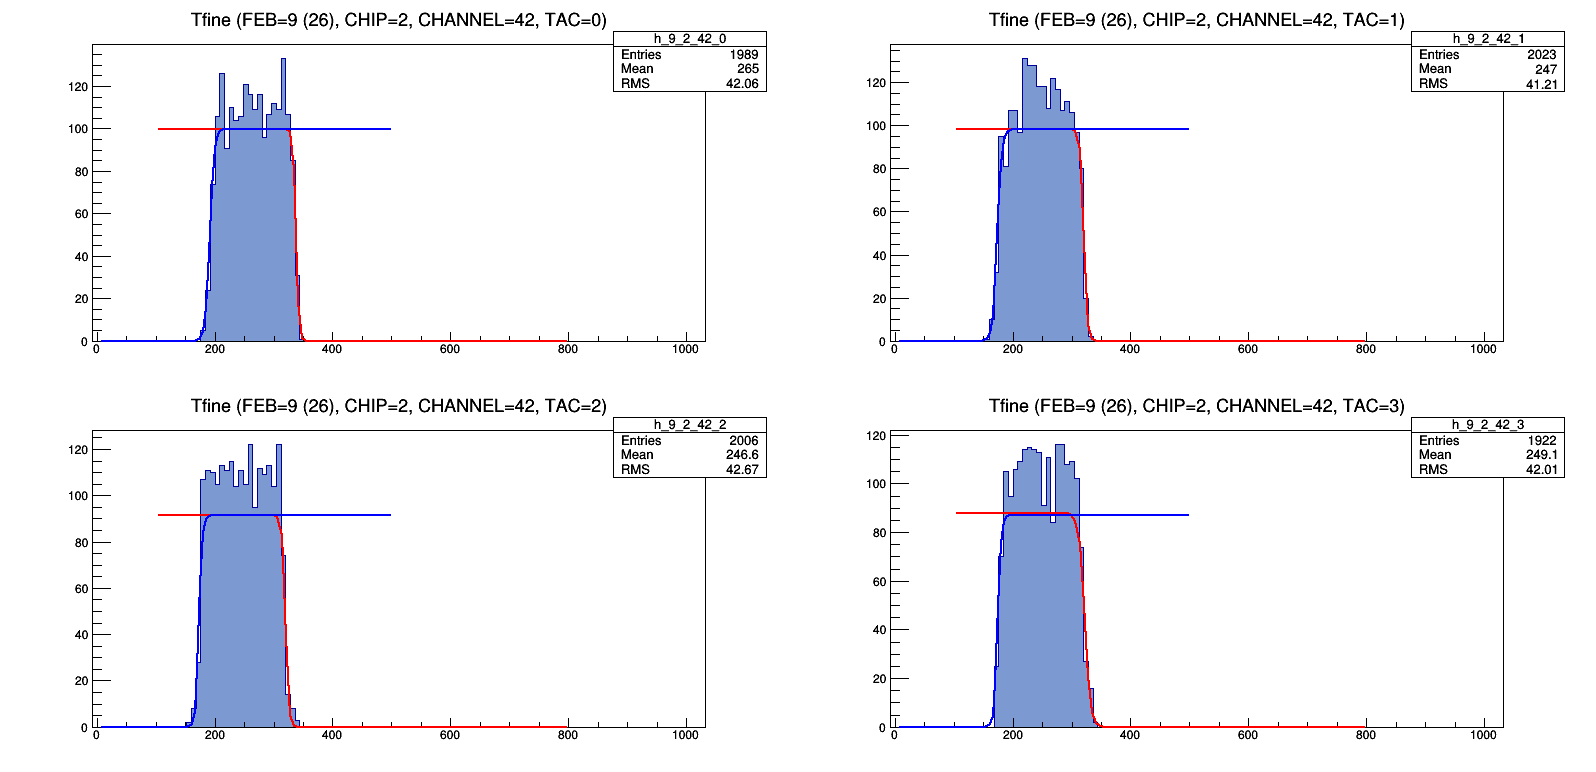 Tfine (FEB=9 (26), CHIP=2, CHANNEL=42, TAC=0)
h_9_2_42_0
Entries 1989
Mean 265
RMS 42.06
120
100
80
60
40
20
0
0 200 400 600 800 1000
Tfine (FEB=9 (26), CHIP=2, CHANNEL=42, TAC=1)
h_9_2_42_1
Entries 2023
Mean 247
RMS 41.21
120
100
80
60
40
20
0
0 200 400 600 800 1000
Tfine (FEB=9 (26), CHIP=2, CHANNEL=42, TAC=2)
h_9_2_42_2
Entries 2006
Mean 246.6
RMS 42.67
120
100
80
60
40
20
0
0 200 400 600 800 1000
Tfine (FEB=9 (26), CHIP=2, CHANNEL=42, TAC=3)
h_9_2_42_3
Entries 1922
Mean 249.1
RMS 42.01
120
100
80
60
40
20
0
0 200 400 600 800 1000